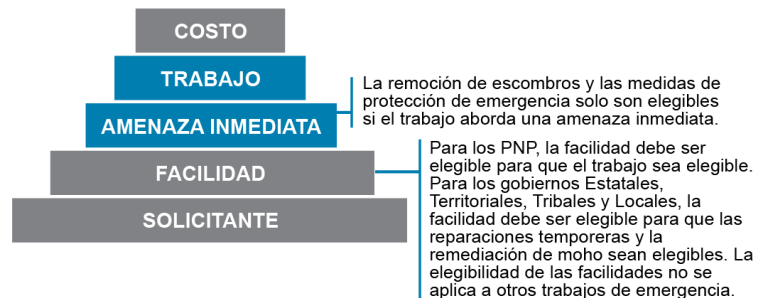 COSTO
TRABAJO
AMENAZA INMEDIATA
La remoción de escombros y las medidas de
protección de emergencia solo son elegibles
si el trabajo aborda una amenaza inmediata.
FACILIDAD
SOLICITANTE
Para los PNP, la facilidad debe ser
elegible para que el trabajo sea elegible.
Para los gobiernos Estatales,
Territoriales, Tribales y Locales, la
facilidad debe ser elegible para que las
reparaciones temporeras y la
remediación de moho sean elegibles. La
elegibilidad de las facilidades no se
aplica a otros trabajos de emergencia.